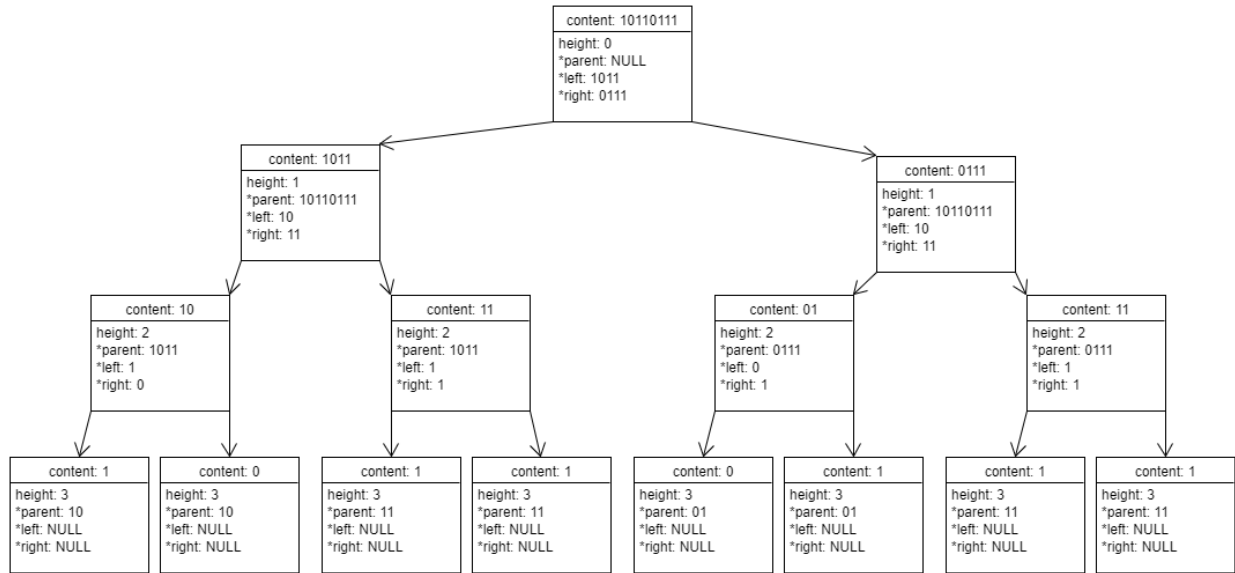 content: 10110111
height: 0
*parent: NULL
*left: 1011
*right: 0111
content: 1011
height: 1
*parent: 10110111
*left: 10
*right: 11
content: 0111
height: 1
*parent: 10110111
*left: 10
*right: 11
content: 10
height: 2
*parent: 1011
*left: 1
*right: 0
content: 11
height: 2
*parent: 1011
*left: 1
*right: 1
content: 01
height: 2
*parent: 0111
*left: 0
*right: 1
content: 11
height: 2
*parent: 0111
*left: 1
*right: 1
content: 1
height: 3
*parent: 10
*left: NULL
*right: NULL
content: 0
height: 3
*parent: 10
*left: NULL
*right: NULL
content: 1
height: 3
*parent: 11
*left: NULL
*right: NULL
content: 1
height: 3
*parent: 11
*left: NULL
*right: NULL
content: 0
height: 3
*parent: 01
*left: NULL
*right: NULL
content: 1
height: 3
*parent: 01
*left: NULL
*right: NULL
content: 1
height: 3
*parent: 11
*left: NULL
*right: NULL
content: 1
height: 3
*parent: 11
*left: NULL
*right: NULL